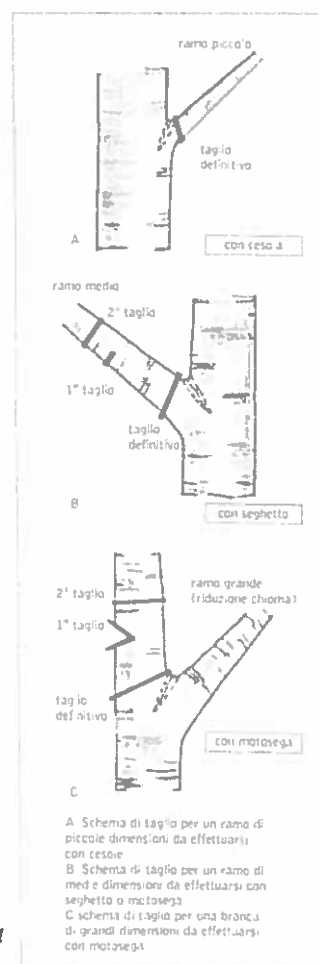 ramo piccolo
taglio
definitivo
A
con cesoia
ramo medio
2° taglio
1° taglio
taglio
definitivo
B
con seghetto
2° taglio
ramo grande
(riduzione chioma)
1° taglio
taglio
definitivo
con motosega
C
A Schema di taglio per un ramo di
piccole dimensioni da effettuarsi
con cesoie
B Schema di taglio per un ramo di
medie dimensioni da effettuarsi con
seghetto o motosega
C schema di taglio per una branca
di grandi dimensioni da effettuarsi
con motosega